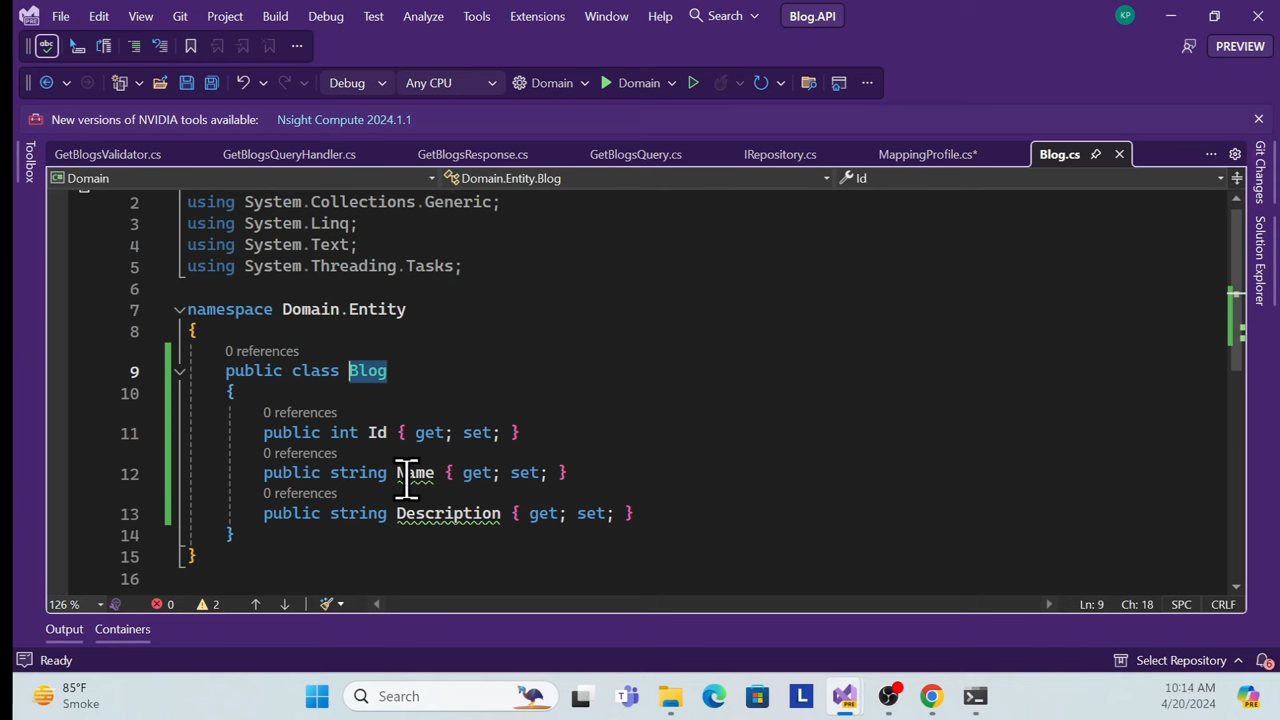 File Edit View Git Project Build Debug Test Analyze Tools Extensions Window Help Search Blog.API KP
abc PREVIEW
Debug Any CPU Domain Domain
New versions of NVIDIA tools available: Nsight Compute 2024.1.1
Toolbox
GetBlogsValidator.cs GetBlogsQueryHandler.cs GetBlogsResponse.cs GetBlogsQuery.cs IRepository.cs MappingProfile.cs* Blog.cs
Domain Domain.Entity.Blog Id
Git Changes
Solution Explorer
2 using System.Collections.Generic;
3 using System.Linq;
4 using System.Text;
5 using System.Threading.Tasks;
6
7 namespace Domain.Entity
8 {
0 references
9 public class Blog
10 {
0 references
11 public int Id { get; set; }
0 references
12 public string Name { get; set; }
0 references
13 public string Description { get; set; }
14 }
15 }
16
126 % 0 2 Ln: 9 Ch: 18 SPC CRLF
Output Containers
Ready Select Repository 6
85°F
Smoke
Search
L
PRE
10:14 AM
4/20/2024
PRE